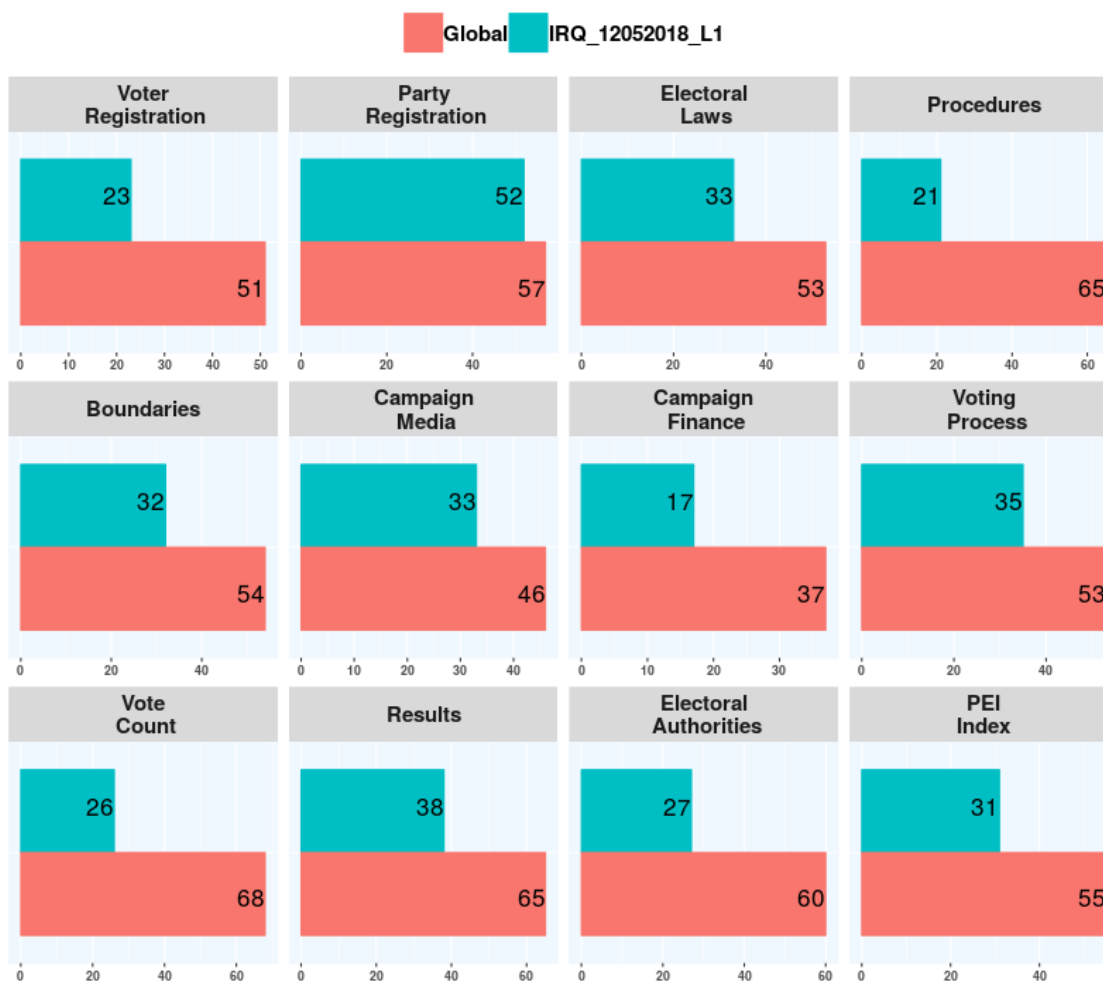 Global IRQ_12052018_L1
Voter
Registration
Party
Registration
Electoral
Laws
Procedures
23
52
33
21
51
57
53
65
0 10 20 30 40 50
0 20 40
0 20 40
0 20 40 60
Boundaries
Campaign
Media
Campaign
Finance
Voting
Process
32
33
17
35
54
46
37
53
0 20 40
0 10 20 30 40
0 10 20 30
0 20 40
Vote
Count
Results
Electoral
Authorities
PEI
Index
26
38
27
31
68
65
60
55
0 20 40 60
0 20 40 60
0 20 40 60
0 20 40